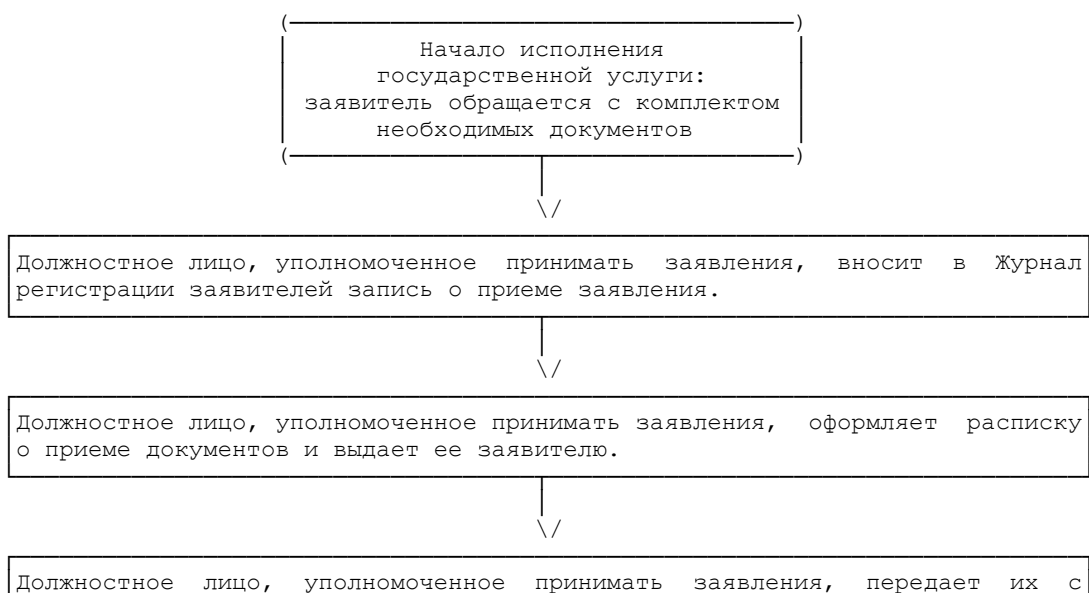 Начало исполнения
государственной услуги:
заявитель обращается с комплектом
необходимых документов
Должностное лицо, уполномоченное принимать заявления, вносит в Журнал
регистрации заявителей запись о приеме заявления.
Должностное лицо, уполномоченное принимать заявления, оформляет расписку
о приеме документов и выдает ее заявителю.
Должностное лицо, уполномоченное принимать заявления, передает их с